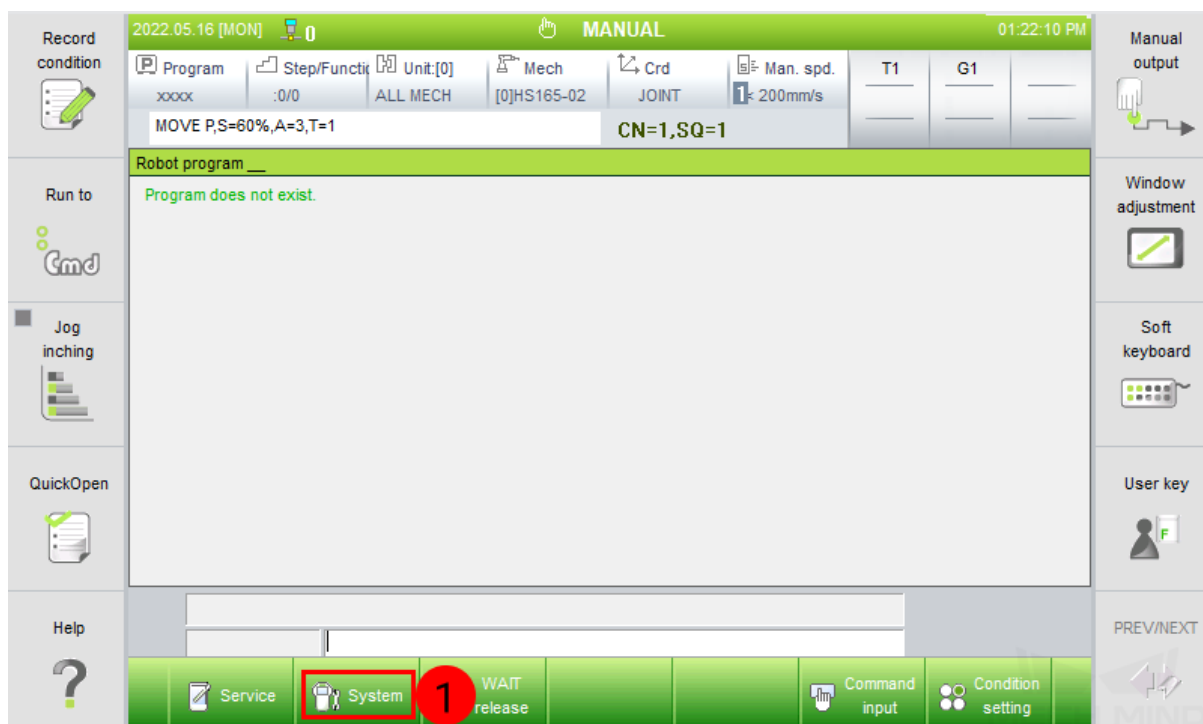 Record
condition
Run to
Cmd
Jog
inching
QuickOpen
Help
2022.05.16 [MON] 0 MANUAL 01:22:10 PM
P Program Step/Functic Unit:[0] Mech Crd Man. spd. T1 G1
xxxx :0/0 ALL MECH [0]HS165-02 JOINT 1< 200mm/s
MOVE P,S=60%,A=3,T=1 CN=1,SQ=1
Robot program __
Program does not exist.
Service System 1 WAIT
release
Command
input
Condition
setting
Manual
output
Window
adjustment
Soft
keyboard
User key
F
PREV/NEXT